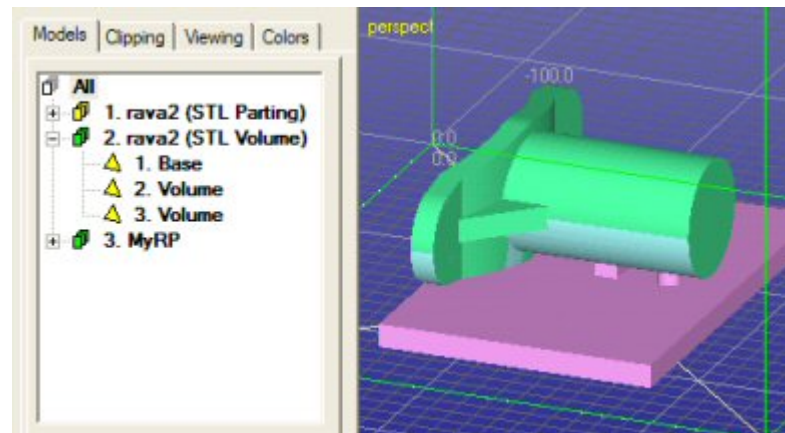 Models Clipping Viewing Colors
All
1. rava2 (STL Parting)
2. rava2 (STL Volume)
1. Base
2. Volume
3. Volume
3. MyRP
perspect
-100.0
0.0
0.0